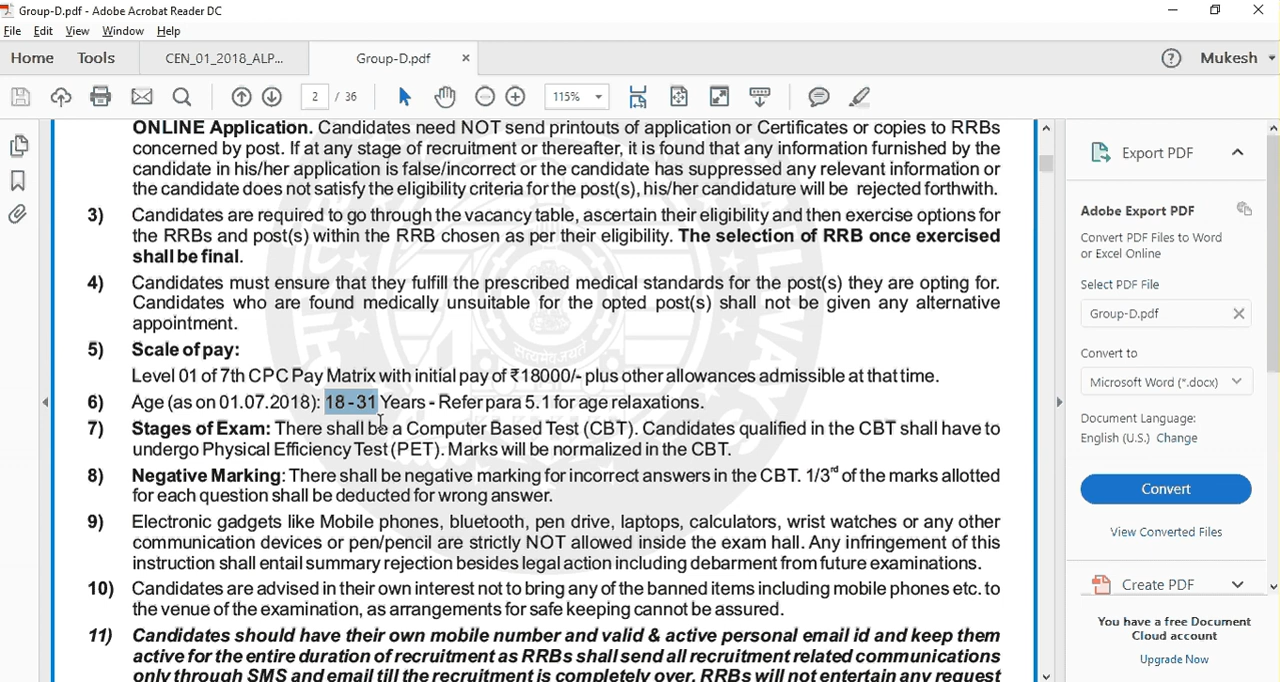 Group-D.pdf - Adobe Acrobat Reader DC
File Edit View Window Help
Home Tools CEN_01_2018_ALP... Group-D.pdf × ? Mukesh
2 / 36 115%
ONLINE Application. Candidates need NOT send printouts of application or Certificates or copies to RRBs
concerned by post. If at any stage of recruitment or thereafter, it is found that any information furnished by the
candidate in his/her application is false/incorrect or the candidate has suppressed any relevant information or
the candidate does not satisfy the eligibility criteria for the post(s), his/her candidature will be rejected forthwith.
3) Candidates are required to go through the vacancy table, ascertain their eligibility and then exercise options for
the RRBs and post(s) within the RRB chosen as per their eligibility. The selection of RRB once exercised
shall be final.
4) Candidates must ensure that they fulfill the prescribed medical standards for the post(s) they are opting for.
Candidates who are found medically unsuitable for the opted post(s) shall not be given any alternative
appointment.
5) Scale of pay:
Level 01 of 7th CPC Pay Matrix with initial pay of ₹18000/- plus other allowances admissible at that time.
6) Age (as on 01.07.2018): 18 - 31 Years - Refer para 5.1 for age relaxations.
7) Stages of Exam: There shall be a Computer Based Test (CBT). Candidates qualified in the CBT shall have to
undergo Physical Efficiency Test (PET). Marks will be normalized in the CBT.
8) Negative Marking: There shall be negative marking for incorrect answers in the CBT. 1/3rd of the marks allotted
for each question shall be deducted for wrong answer.
9) Electronic gadgets like Mobile phones, bluetooth, pen drive, laptops, calculators, wrist watches or any other
communication devices or pen/pencil are strictly NOT allowed inside the exam hall. Any infringement of this
instruction shall entail summary rejection besides legal action including debarment from future examinations.
10) Candidates are advised in their own interest not to bring any of the banned items including mobile phones etc. to
the venue of the examination, as arrangements for safe keeping cannot be assured.
11) Candidates should have their own mobile number and valid & active personal email id and keep them
active for the entire duration of recruitment as RRBs shall send all recruitment related communications
only through SMS and email till the recruitment is completely over. RRBs will not entertain any request
Export PDF
Adobe Export PDF
Convert PDF Files to Word
or Excel Online
Select PDF File
Group-D.pdf
Convert to
Microsoft Word (*.docx)
Document Language:
English (U.S.) Change
Convert
View Converted Files
Create PDF
You have a free Document
Cloud account
Upgrade Now